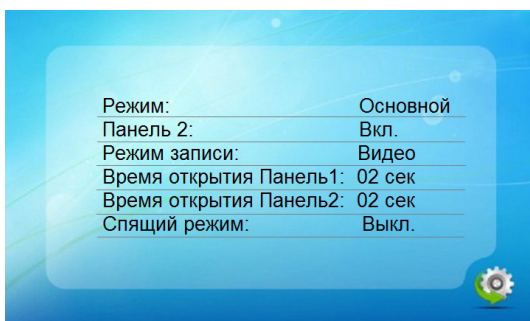 Режим: Основной
Панель 2: Вкл.
Режим записи: Видео
Время открытия Панель1: 02 сек
Время открытия Панель2: 02 сек
Спящий режим: Выкл.